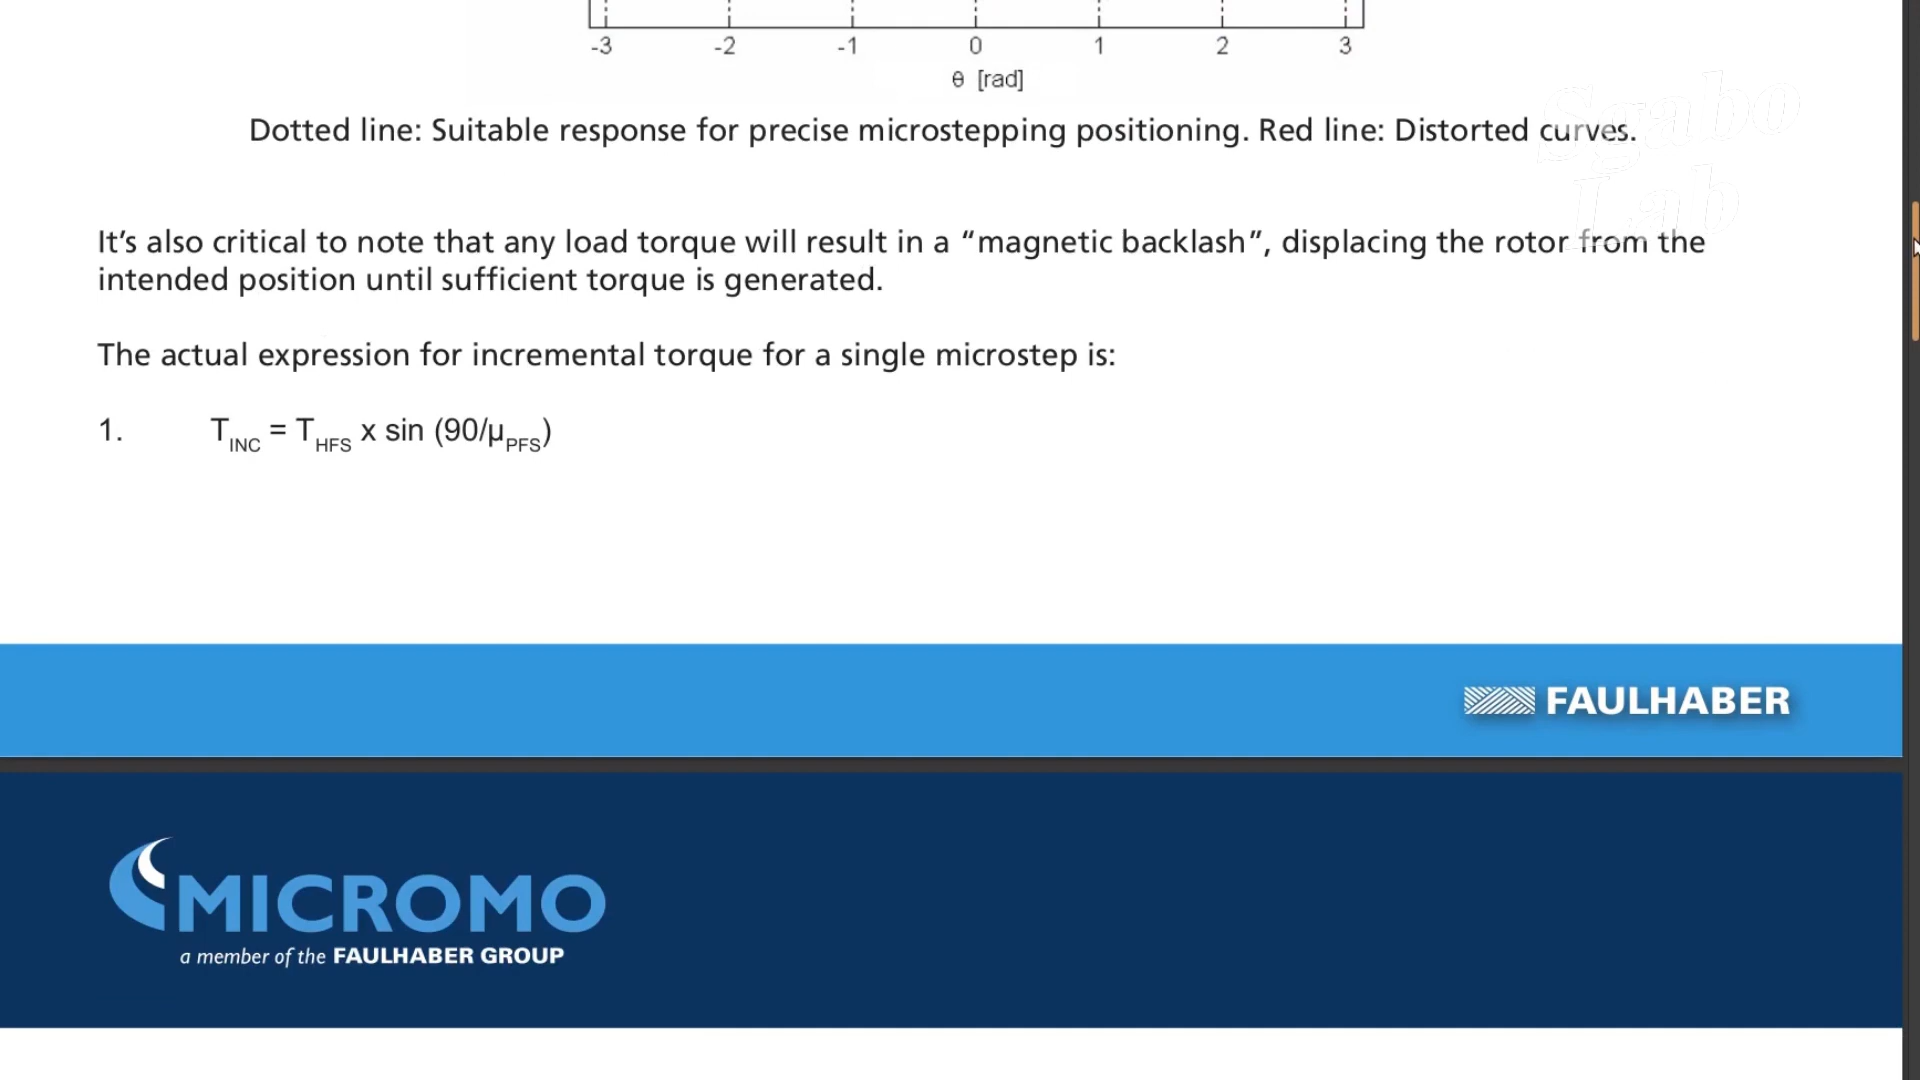 -3 -2 -1 0 1 2 3
θ [rad]
Dotted line: Suitable response for precise microstepping positioning. Red line: Distorted curves.
Sgabo
Lab
It’s also critical to note that any load torque will result in a “magnetic backlash”, displacing the rotor from the
intended position until sufficient torque is generated.
The actual expression for incremental torque for a single microstep is:
1. T_INC = T_HFS x sin (90/µ_PFS)
FAULHABER
MICROMO
a member of the FAULHABER GROUP